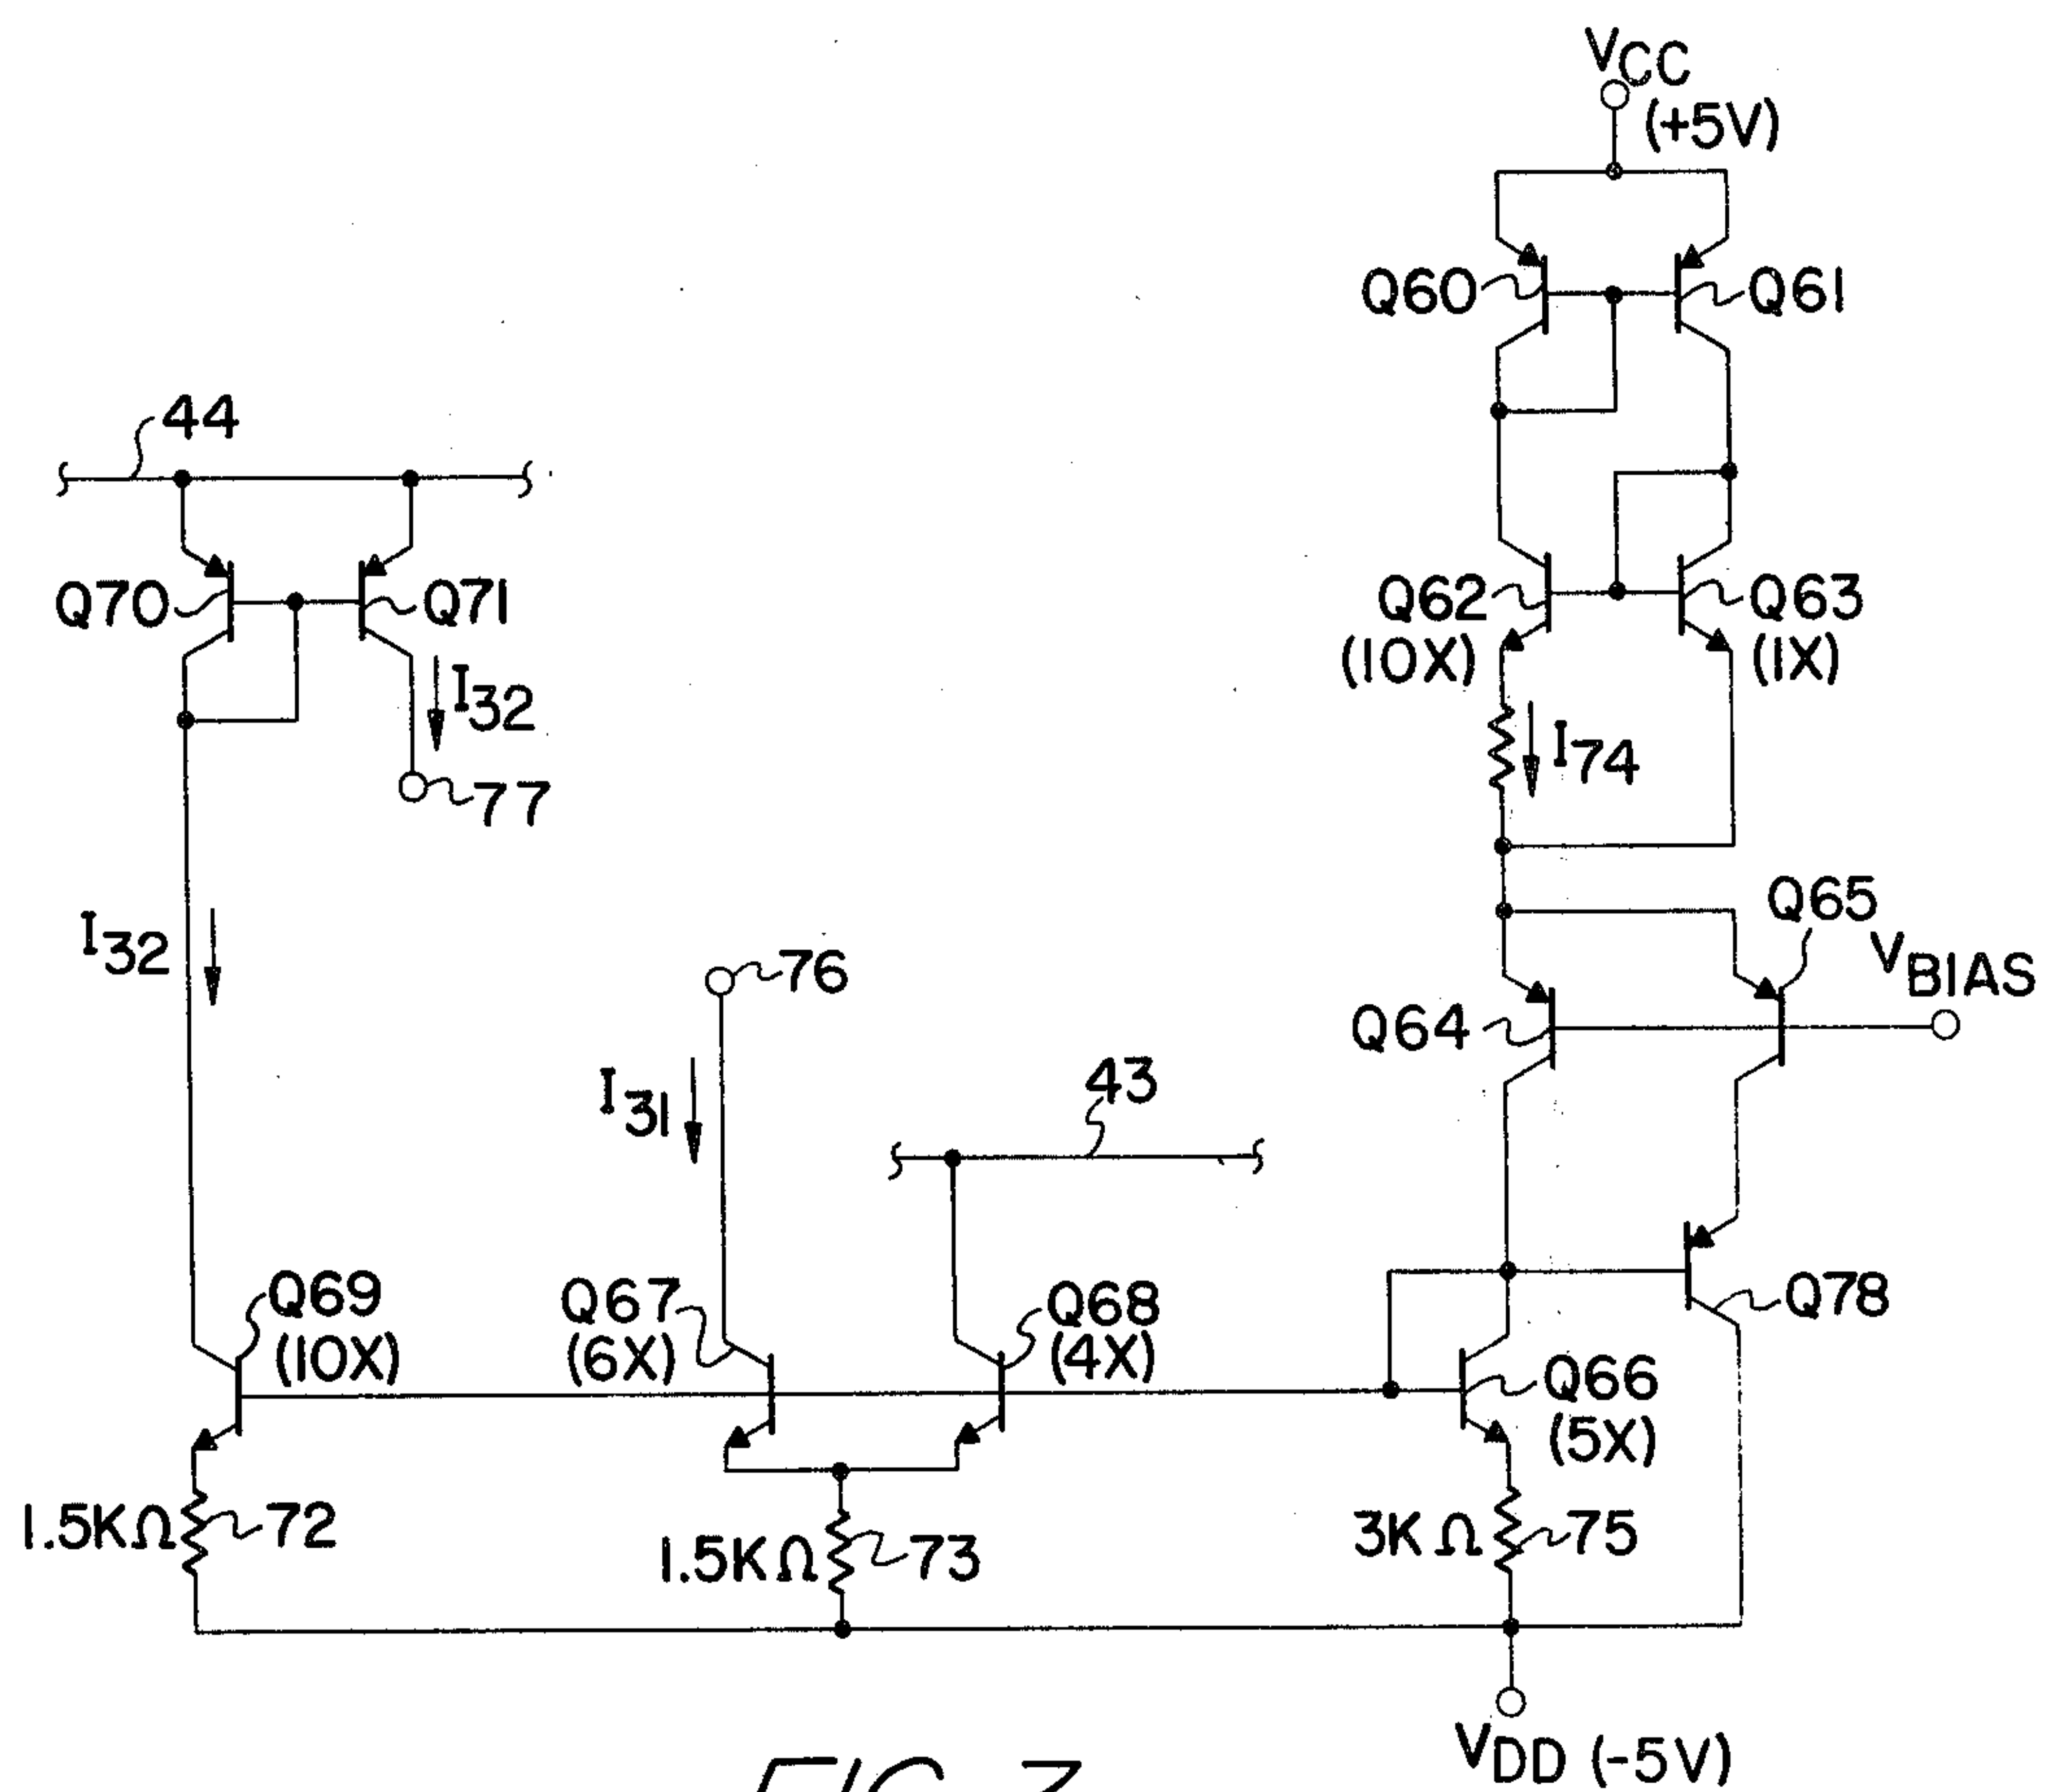 VCC
(+5V)
Q60
Q61
44
Q70
Q71
Q62
(10X)
Q63
(1X)
I32
77
I74
I32
Q65
VBIAS
76
Q64
I31
43
Q69
(10X)
Q67
(6X)
Q68
(4X)
Q78
Q66
(5X)
1.5KΩ
72
1.5KΩ
73
3KΩ
75
VDD (-5V)